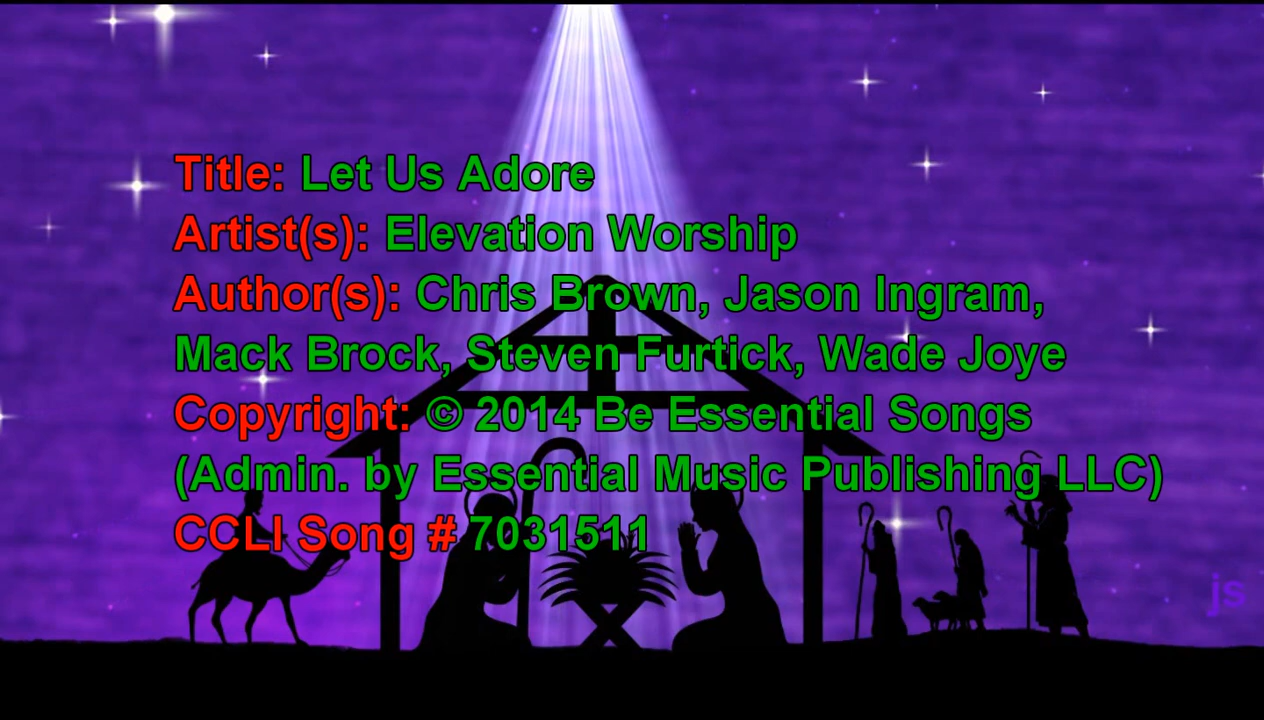 Title: Let Us Adore
Artist(s): Elevation Worship
Author(s): Chris Brown, Jason Ingram,
Mack Brock, Steven Furtick, Wade Joye
Copyright: © 2014 Be Essential Songs
(Admin. by Essential Music Publishing LLC)
CCLI Song # 7031511
js